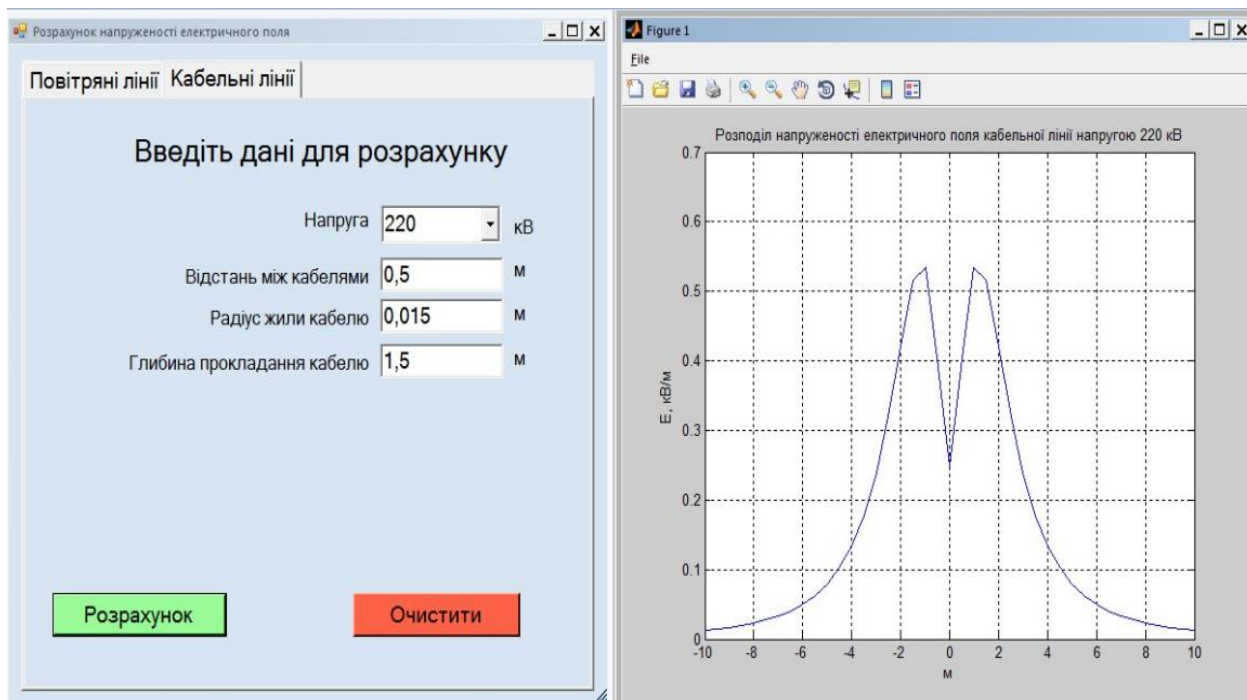 Розрахунок напруженості електричного поля
Повітряні лінії
Кабельні лінії
Введіть дані для розрахунку
Напруга 220 кВ
Відстань між кабелями 0,5 м
Радіус жили кабелю 0,015 м
Глибина прокладання кабелю 1,5 м
Розрахунок
Очистити
Figure 1
File
Розподіл напруженості електричного поля кабельної лінії напругою 220 кВ
0.7
0.6
0.5
0.4
0.3
0.2
0.1
0
E, кВ/м
-10 -8 -6 -4 -2 0 2 4 6 8 10
м